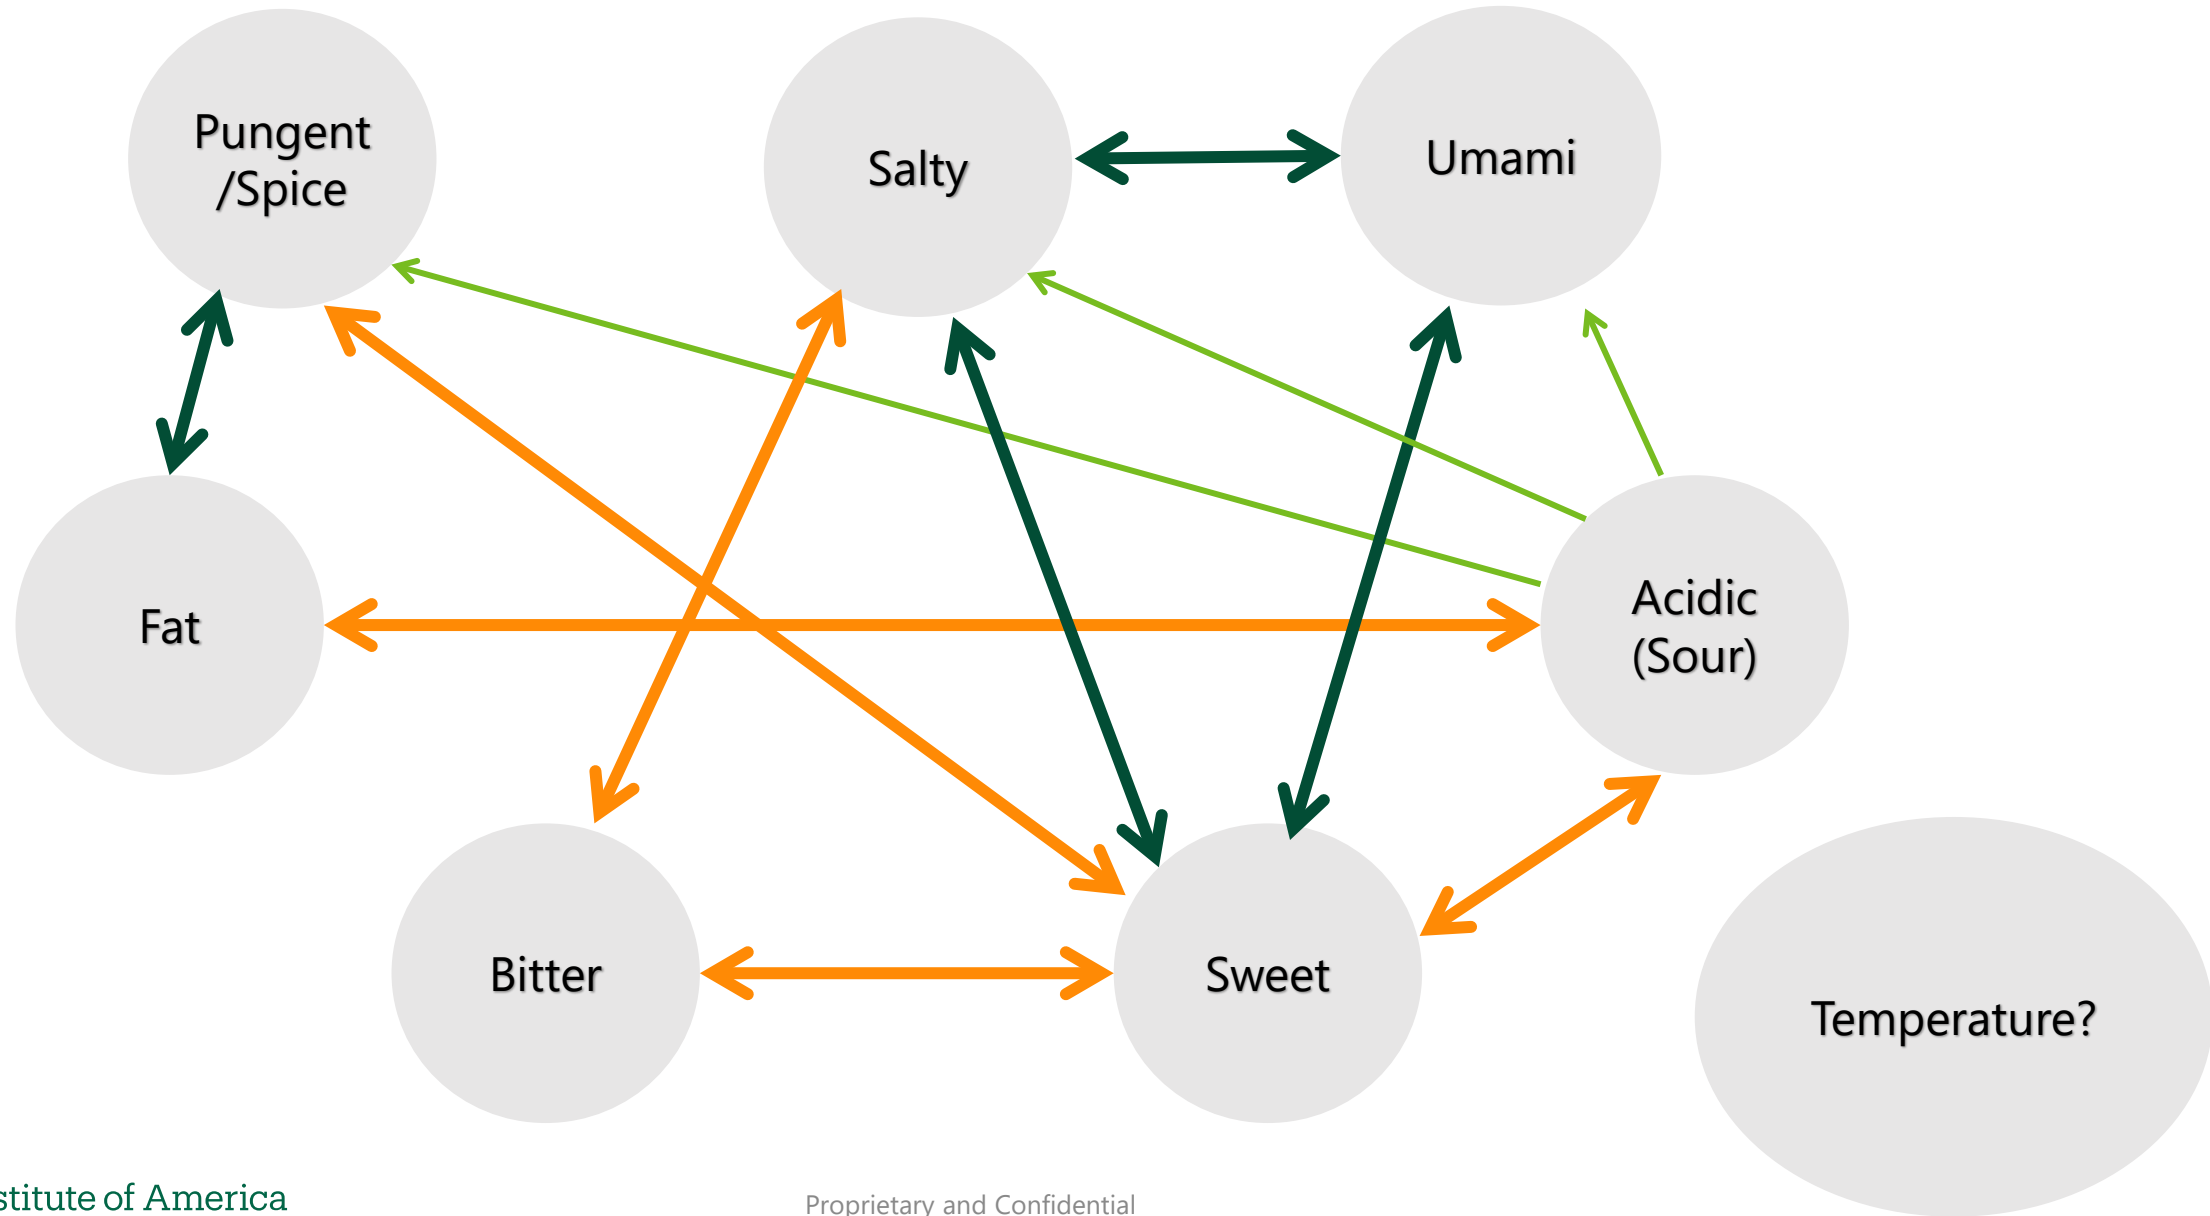 Pungent
/Spice
Salty
Umami
Fat
Acidic
(Sour)
Bitter
Sweet
Temperature?
stitute of America
Proprietary and Confidential